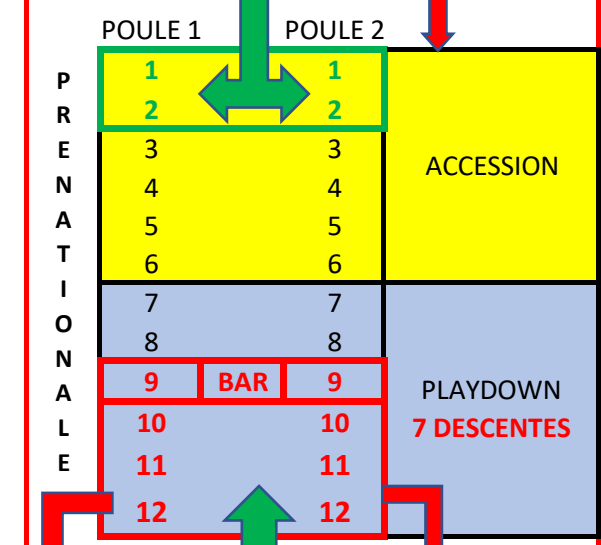 POULE 1 POULE 2
PRENATIONALE
1 1
2 2
3 3
4 4
5 5
6 6
ACCESSION
7 7
8 8
9 BAR 9
10 10
11 11
12 12
PLAYDOWN
7 DESCENTES